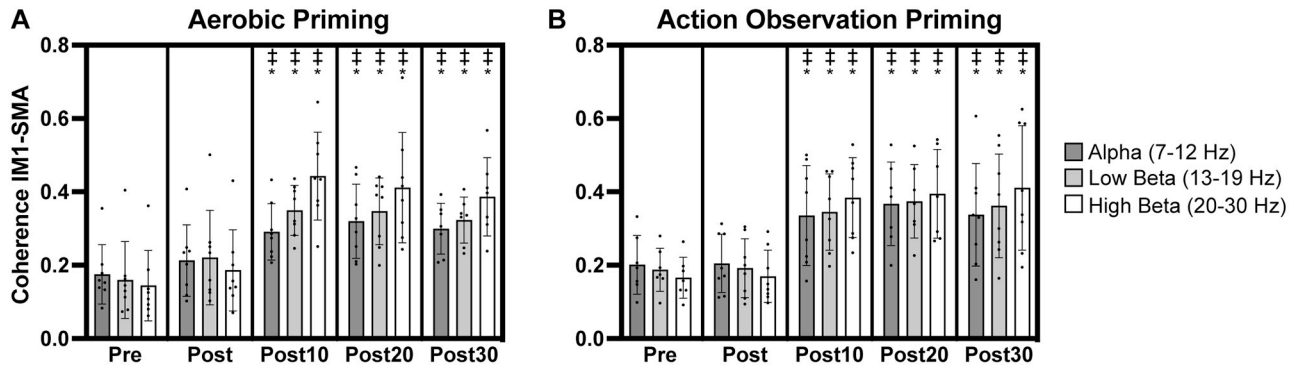 A Aerobic Priming
B Action Observation Priming
Coherence IM1-SMA
0.8
0.6
0.4
0.2
0.0
‡ ‡ ‡ ‡ ‡ ‡ ‡ ‡ ‡
* * * * * * * * *
Pre Post Post10 Post20 Post30
0.8
0.6
0.4
0.2
0.0
‡ ‡ ‡ ‡ ‡ ‡ ‡ ‡ ‡
* * * * * * * * *
Pre Post Post10 Post20 Post30
Alpha (7-12 Hz)
Low Beta (13-19 Hz)
High Beta (20-30 Hz)